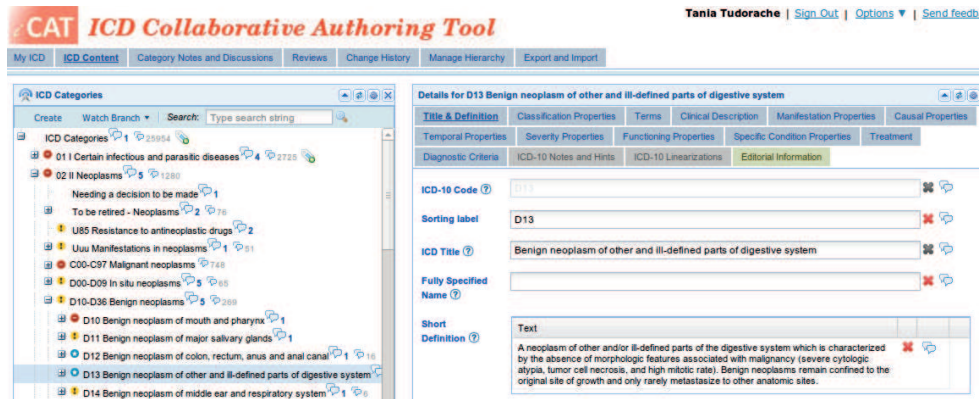 Tania Tudorache | Sign Out | Options ▼ | Send feedb
iCAT ICD Collaborative Authoring Tool
My ICD ICD Content Category Notes and Discussions Reviews Change History Manage Hierarchy Export and Import
ICD Categories
Create Watch Branch ▾ Search: Type search string
ICD Categories 1 25954
01 I Certain infectious and parasitic diseases 4 2725
02 II Neoplasms 5 1280
Needing a decision to be made 1
To be retired - Neoplasms 2 76
U85 Resistance to antineoplastic drugs 2
Uuu Manifestations in neoplasms 1 51
C00-C97 Malignant neoplasms 748
D00-D09 In situ neoplasms 5 65
D10-D36 Benign neoplasms 5 269
D10 Benign neoplasm of mouth and pharynx 1
D11 Benign neoplasm of major salivary glands 1
D12 Benign neoplasm of colon, rectum, anus and anal canal 1 16
D13 Benign neoplasm of other and ill-defined parts of digestive system
D14 Benign neoplasm of middle ear and respiratory system 1 6
Details for D13 Benign neoplasm of other and ill-defined parts of digestive system
Title & Definition Classification Properties Terms Clinical Description Manifestation Properties Causal Properties
Temporal Properties Severity Properties Functioning Properties Specific Condition Properties Treatment
Diagnostic Criteria ICD-10 Notes and Hints ICD-10 Linearizations Editorial Information
ICD-10 Code ? D13
Sorting label D13
ICD Title ? Benign neoplasm of other and ill-defined parts of digestive system
Fully Specified
Name ?
Short
Definition ?
Text
A neoplasm of other and/or ill-defined parts of the digestive system which is characterized
by the absence of morphologic features associated with malignancy (severe cytologic
atypia, tumor cell necrosis, and high mitotic rate). Benign neoplasms remain confined to the
original site of growth and only rarely metastasize to other anatomic sites.